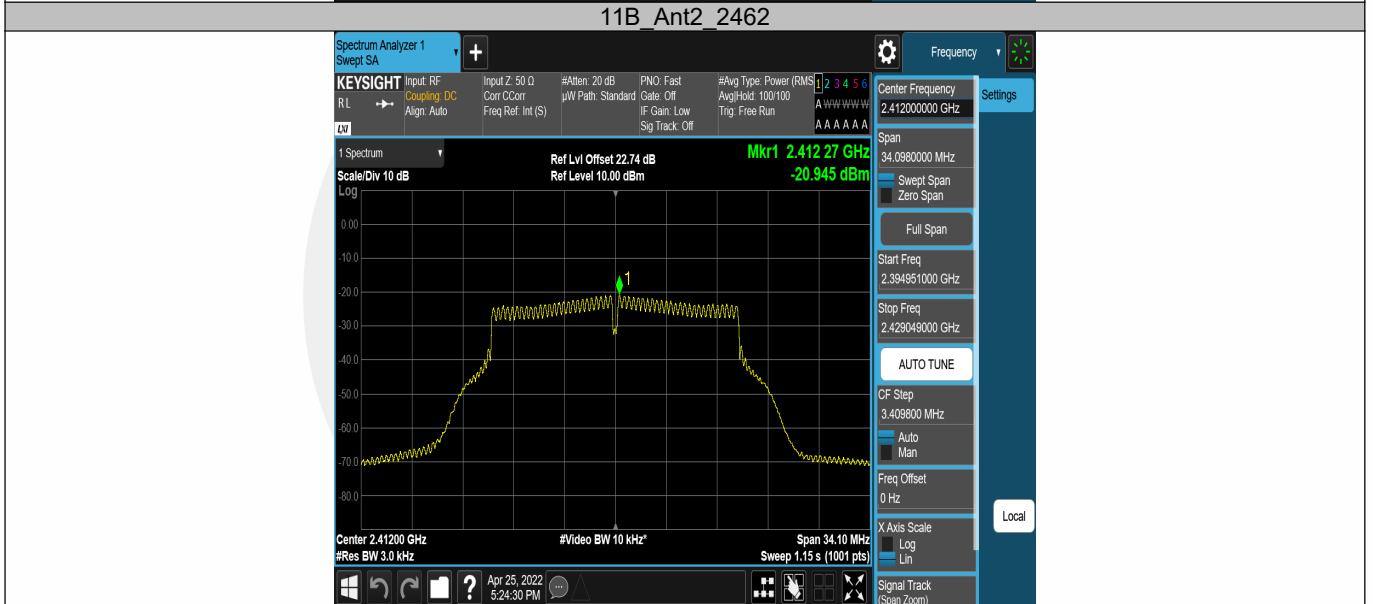 11B_Ant2_2462
Spectrum Analyzer 1
Swept SA
+
Frequency
KEYSIGHT
R L
LXI
Input: RF
Coupling: DC
Align: Auto
Input Z: 50 Ω
Corr CCorr
Freq Ref: Int (S)
#Atten: 20 dB
µW Path: Standard
PNO: Fast
Gate: Off
IF Gain: Low
Sig Track: Off
#Avg Type: Power (RMS
Avg|Hold: 100/100
Trig: Free Run
1 2 3 4 5 6
A W W W W W
A A A A A A
1 Spectrum
Scale/Div 10 dB
Log
Ref Lvl Offset 22.74 dB
Ref Level 10.00 dBm
Mkr1 2.412 27 GHz
-20.945 dBm
0.00
-10.0
-20.0
-30.0
-40.0
-50.0
-60.0
-70.0
-80.0
1
Center 2.41200 GHz
#Res BW 3.0 kHz
#Video BW 10 kHz*
Span 34.10 MHz
Sweep 1.15 s (1001 pts)
?
Apr 25, 2022
5:24:30 PM
Center Frequency
2.412000000 GHz
Settings
Span
34.0980000 MHz
Swept Span
Zero Span
Full Span
Start Freq
2.394951000 GHz
Stop Freq
2.429049000 GHz
AUTO TUNE
CF Step
3.409800 MHz
Auto
Man
Freq Offset
0 Hz
X Axis Scale
Log
Lin
Local
Signal Track
(Span Zoom)